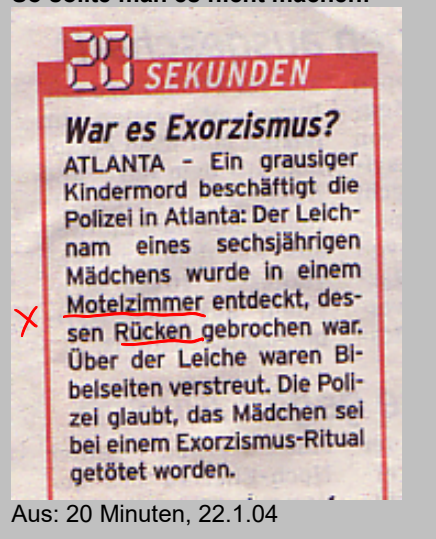 So sollte man es nicht machen:
20
SEKUNDEN
War es Exorzismus?
ATLANTA – Ein grausiger
Kindermord beschäftigt die
Polizei in Atlanta: Der Leich-
nam eines sechsjährigen
Mädchens wurde in einem
Motelzimmer entdeckt, des-
sen Rücken gebrochen war.
Über der Leiche waren Bi-
belseiten verstreut. Die Poli-
zei glaubt, das Mädchen sei
bei einem Exorzismus-Ritual
getötet worden.
Aus: 20 Minuten, 22.1.04